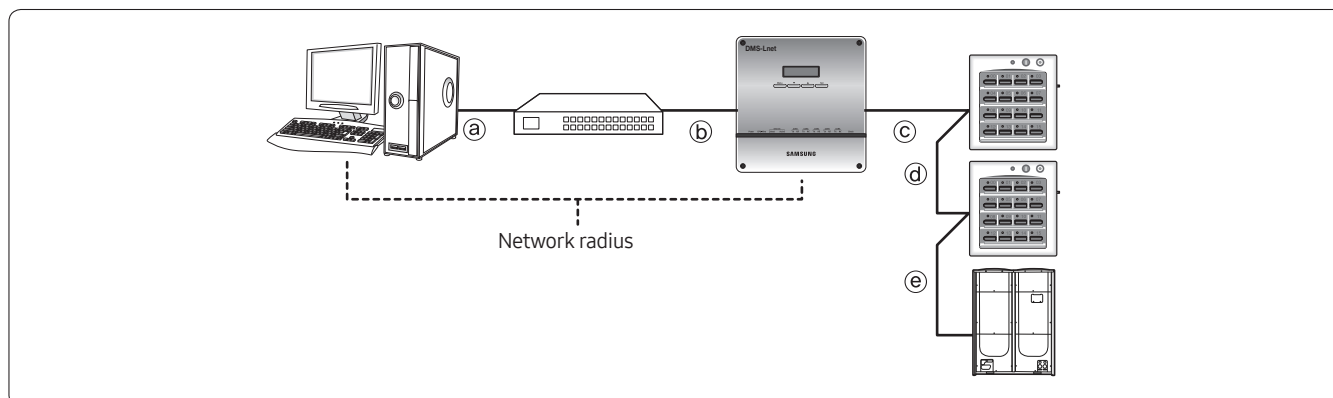 DMS-Lnet
SAMSUNG
ⓐ
ⓑ
ⓒ
ⓓ
ⓔ
Network radius